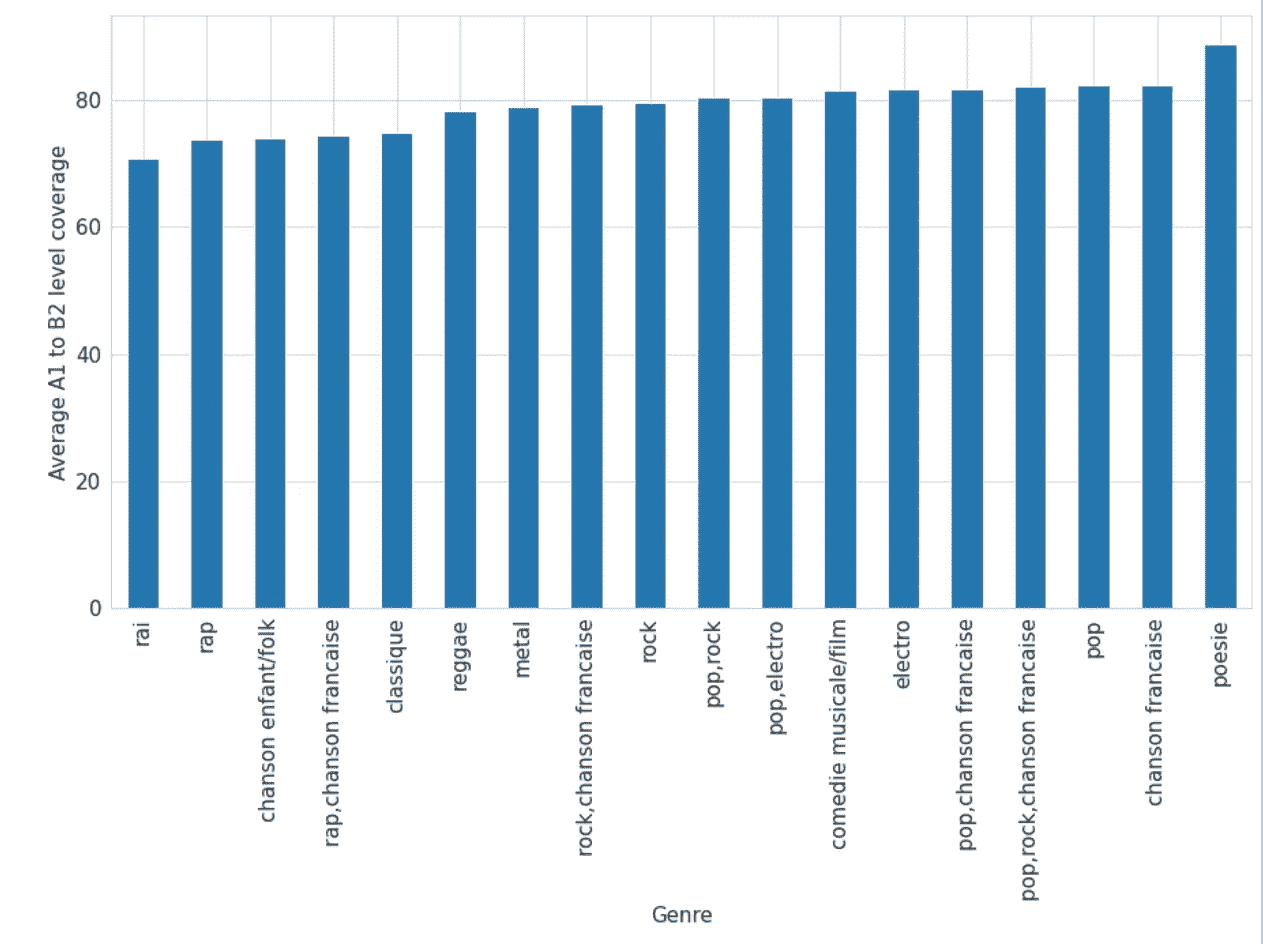 Average A1 to B2 level coverage
80
60
40
20
0
rai
rap
chanson enfant/folk
rap,chanson francaise
classique
reggae
metal
rock,chanson francaise
rock
pop,rock
pop,electro
comedie musicale/film
electro
pop,chanson francaise
pop,rock,chanson francaise
pop
chanson francaise
poesie
Genre